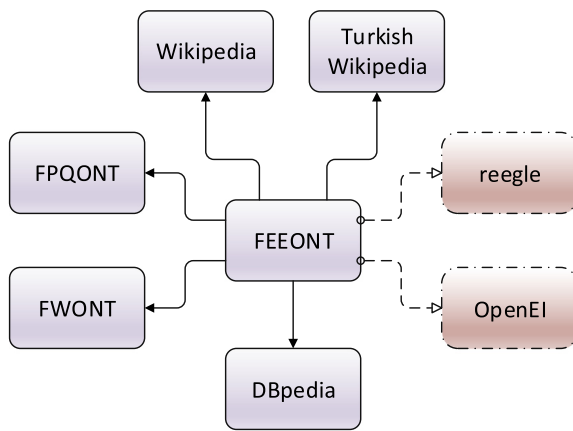 Wikipedia
Turkish
Wikipedia
FPQONT
reegle
FEEONT
FWONT
OpenEI
DBpedia